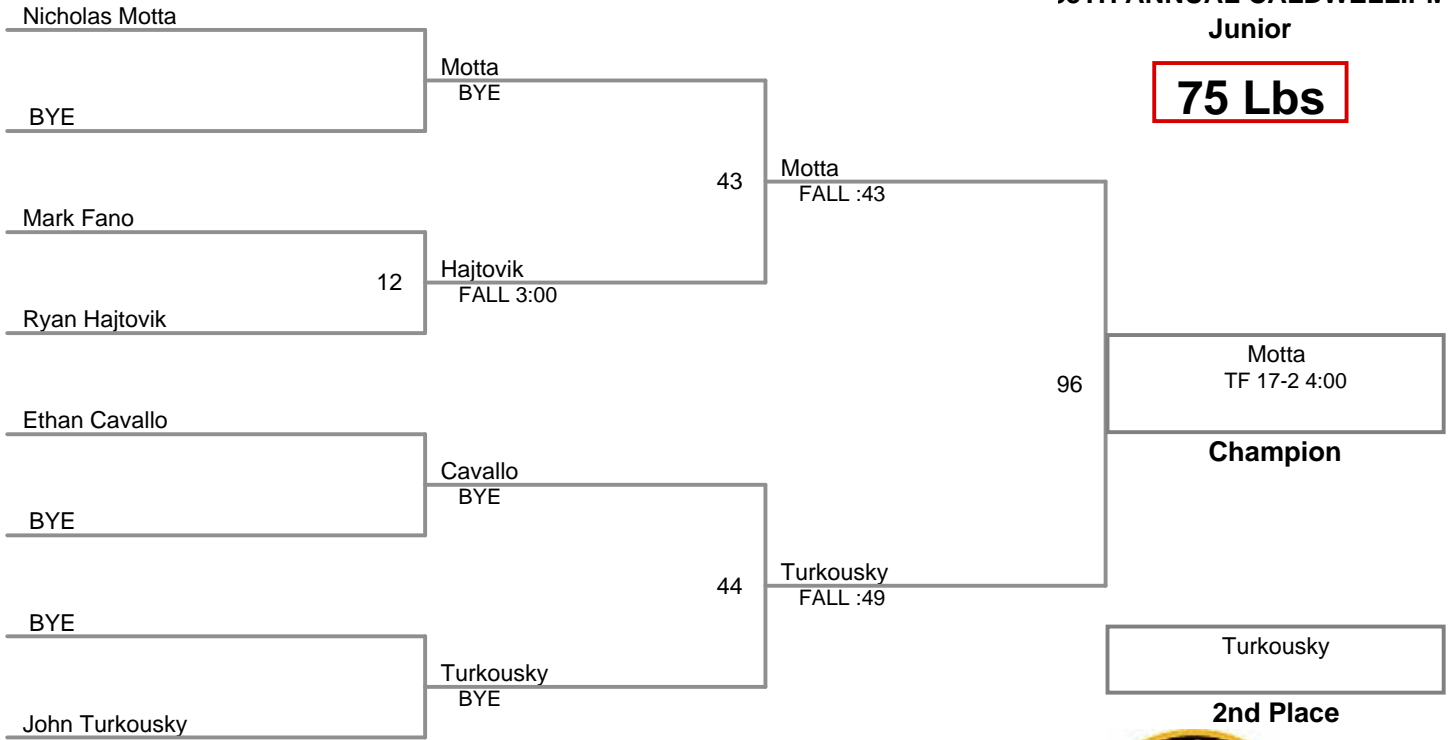 ANNUAL
Junior
75 Lbs
Nicholas Motta
BYE
Motta
BYE
Mark Fano
12
Ryan Hajtovik
Hajtovik
FALL 3:00
43
Motta
FALL :43
Ethan Cavallo
BYE
Cavallo
BYE
BYE
John Turkousky
Turkousky
BYE
44
Turkousky
FALL :49
96
Motta
TF 17-2 4:00
Champion
Turkousky
2nd Place